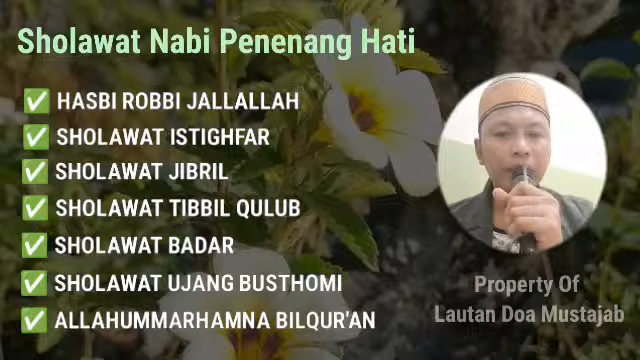 Sholawat Nabi Penenang Hati
✅ HASBI ROBBI JALLALLAH
✅ SHOLAWAT ISTIGHFAR
✅ SHOLAWAT JIBRIL
✅ SHOLAWAT TIBBIL QULUB
✅ SHOLAWAT BADAR
✅ SHOLAWAT UJANG BUSTHOMI
✅ ALLAHUMMARHAMNA BILQUR'AN
Property Of
Lautan Doa Mustajab